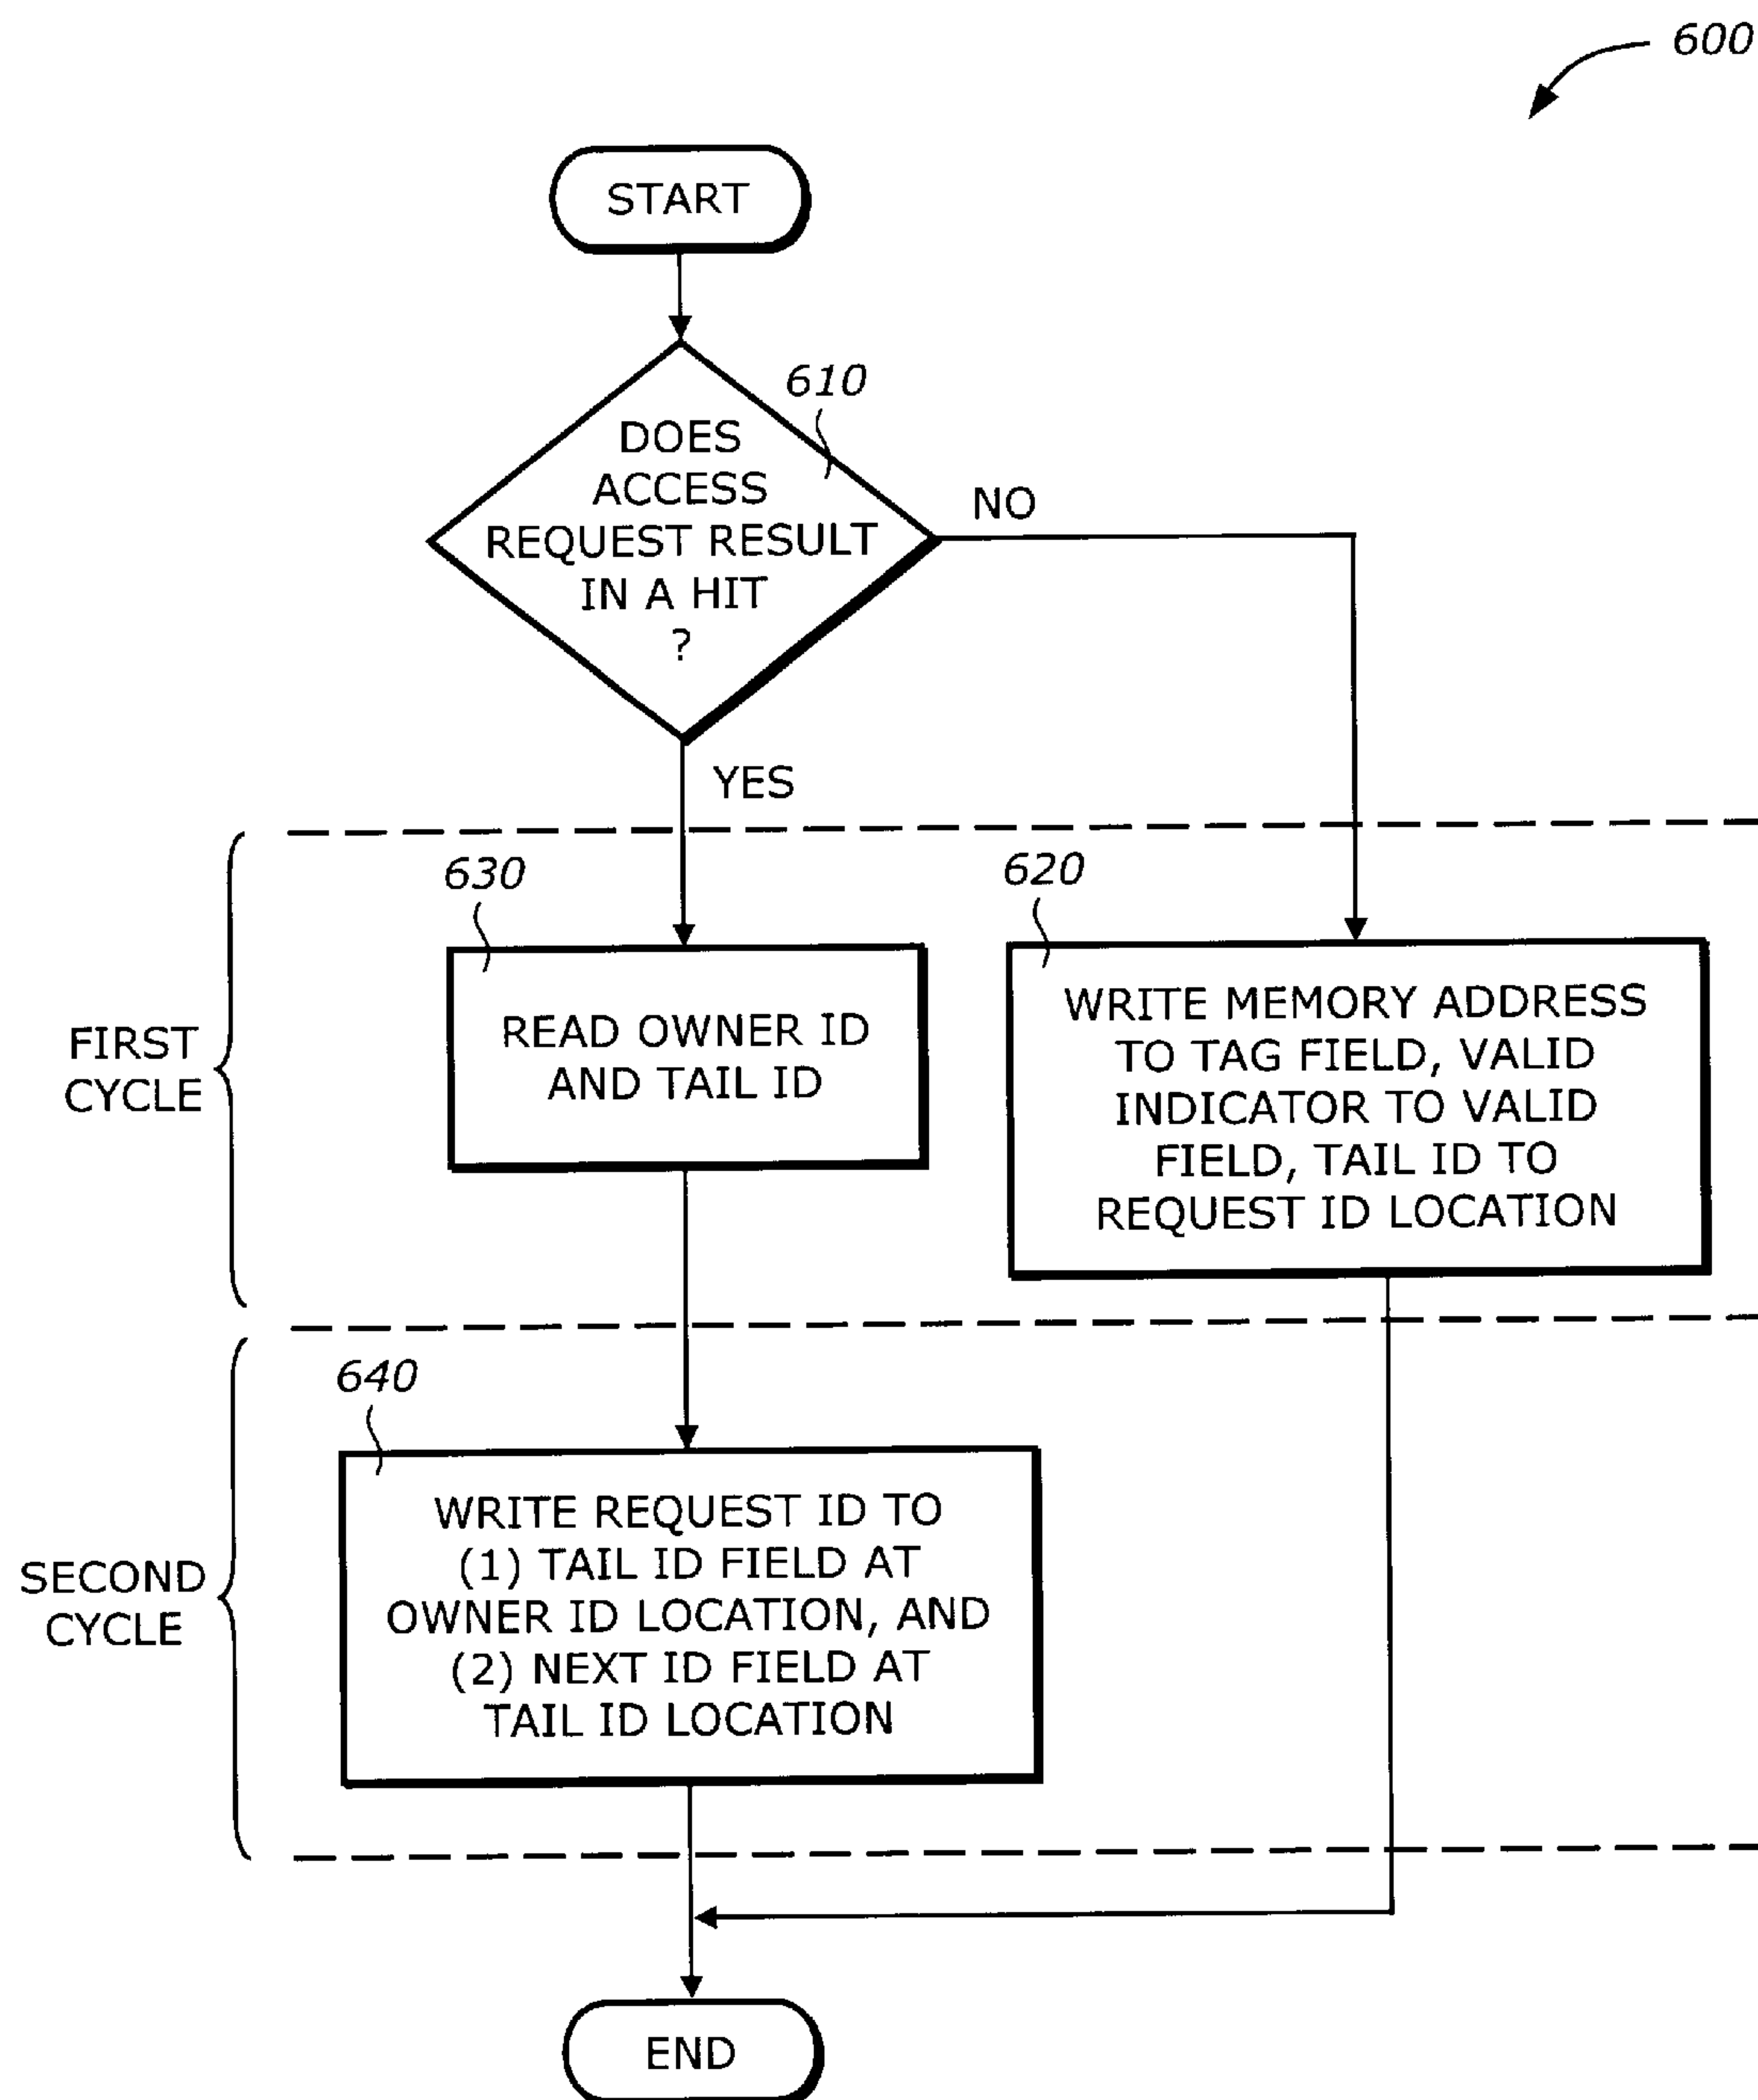 600
START
610
DOES
ACCESS
REQUEST RESULT
IN A HIT
?
NO
YES
FIRST
CYCLE
630
READ OWNER ID
AND TAIL ID
620
WRITE MEMORY ADDRESS
TO TAG FIELD, VALID
INDICATOR TO VALID
FIELD, TAIL ID TO
REQUEST ID LOCATION
SECOND
CYCLE
640
WRITE REQUEST ID TO
(1) TAIL ID FIELD AT
OWNER ID LOCATION, AND
(2) NEXT ID FIELD AT
TAIL ID LOCATION
END